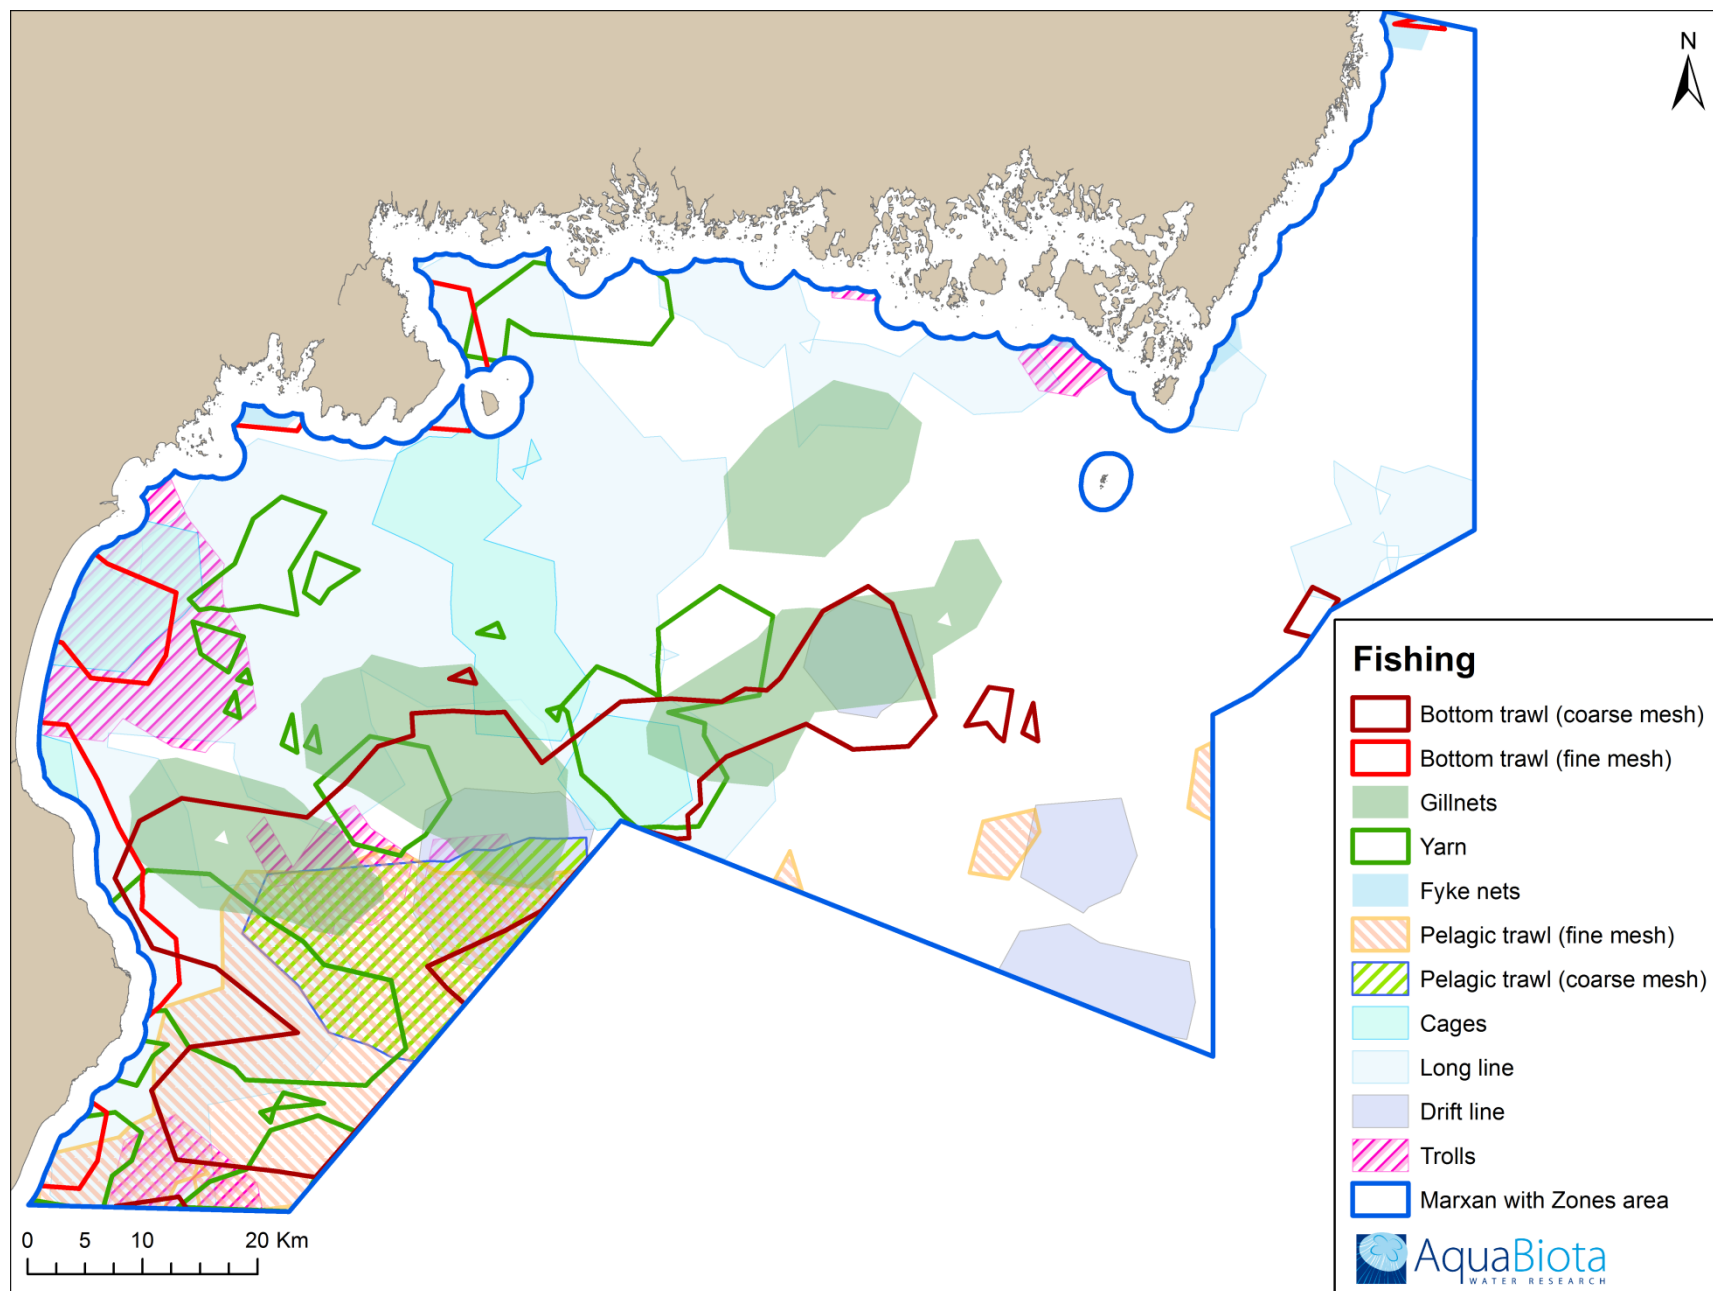 N
Fishing
Bottom trawl (coarse mesh)
Bottom trawl (fine mesh)
Gillnets
Yarn
Fyke nets
Pelagic trawl (fine mesh)
Pelagic trawl (coarse mesh)
Cages
Long line
Drift line
Trolls
Marxan with Zones area
0 5 10 20 Km
AquaBiota
WATER RESEARCH